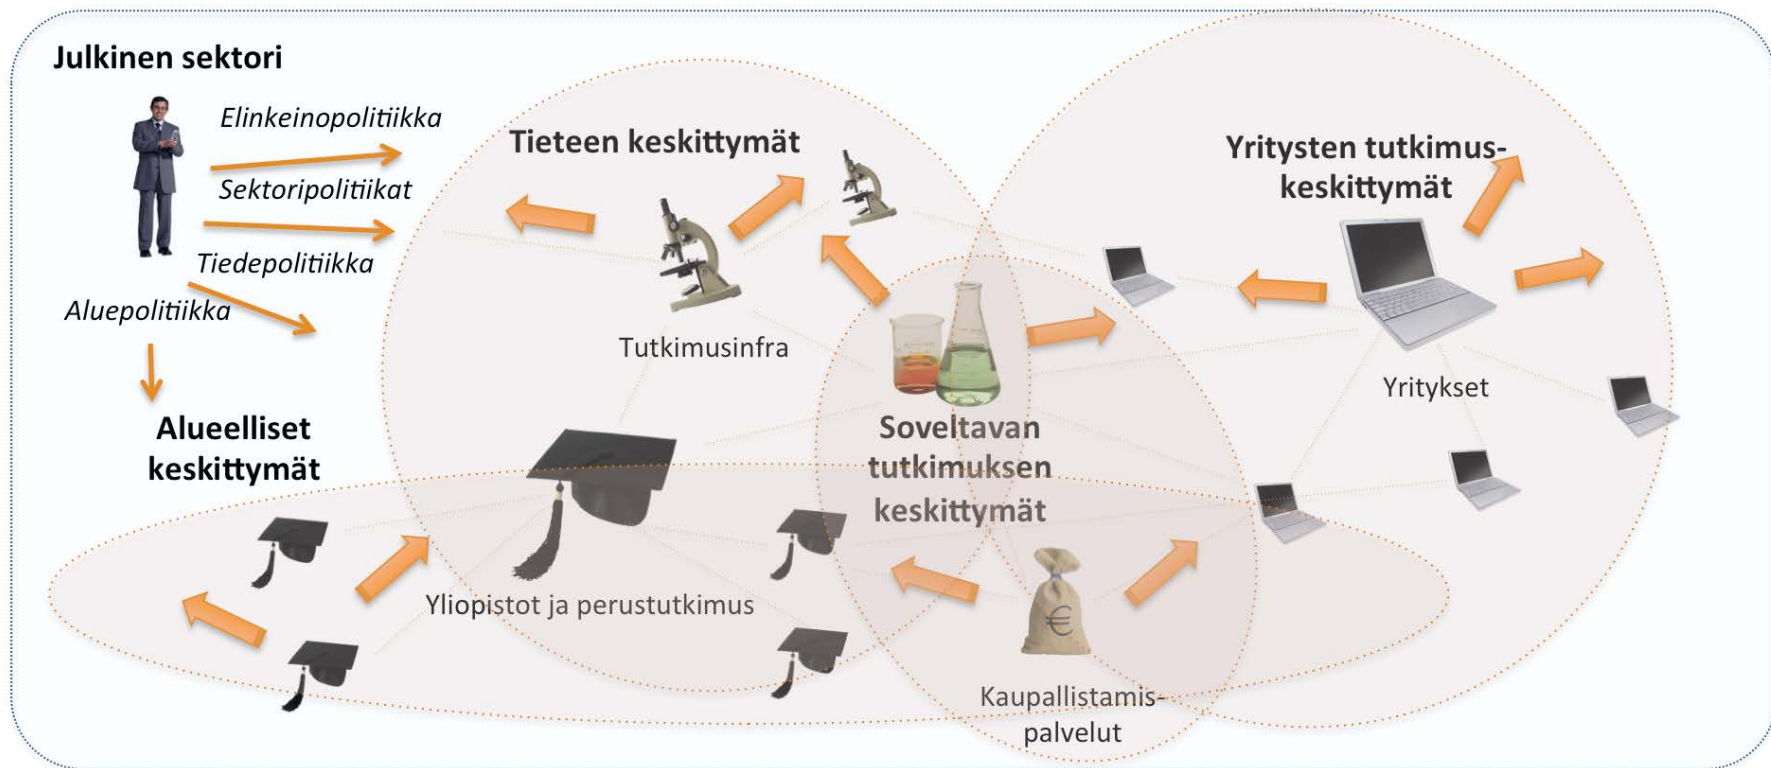 Julkinen sektori
Elinkeinopolitiikka
Sektoripolitiikat
Tiedepolitiikka
Aluepolitiikka
Alueelliset
keskittymät
Tieteen keskittymät
Tutkimusinfra
Yliopistot ja perustutkimus
Soveltavan
tutkimuksen
keskittymät
€
Kaupallistamis-
palvelut
Yritysten tutkimus-
keskittymät
Yritykset